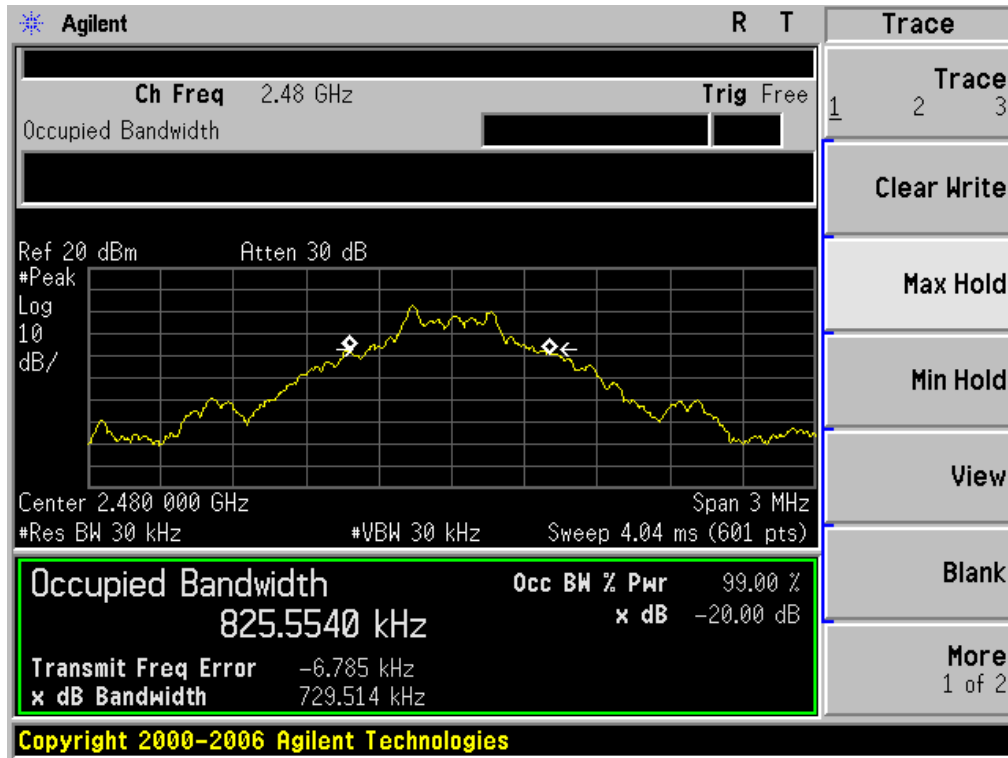 Agilent R T
Ch Freq 2.48 GHz Trig Free
Occupied Bandwidth
Ref 20 dBm Atten 30 dB
#Peak
Log
10
dB/
Center 2.480 000 GHz Span 3 MHz
#Res BW 30 kHz #VBW 30 kHz Sweep 4.04 ms (601 pts)
Occupied Bandwidth Occ BW % Pwr 99.00 %
825.5540 kHz x dB -20.00 dB
Transmit Freq Error -6.785 kHz
x dB Bandwidth 729.514 kHz
Copyright 2000-2006 Agilent Technologies
Trace
Trace
1 2 3
Clear Write
Max Hold
Min Hold
View
Blank
More
1 of 2